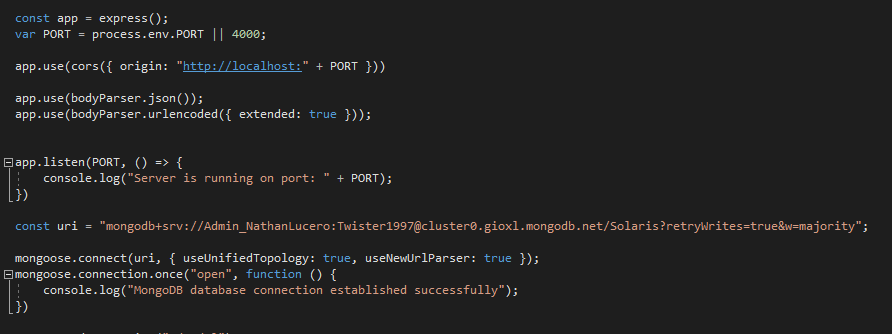 const app = express();
var PORT = process.env.PORT || 4000;
app.use(cors({ origin: "http://localhost:" + PORT }))
app.use(bodyParser.json());
app.use(bodyParser.urlencoded({ extended: true }));
app.listen(PORT, () => {
console.log("Server is running on port: " + PORT);
})
const uri = "mongodb+srv://Admin_NathanLucero:Twister1997@cluster0.gioxl.mongodb.net/Solaris?retryWrites=true&w=majority";
mongoose.connect(uri, { useUnifiedTopology: true, useNewUrlParser: true });
mongoose.connection.once("open", function () {
console.log("MongoDB database connection established successfully");
})